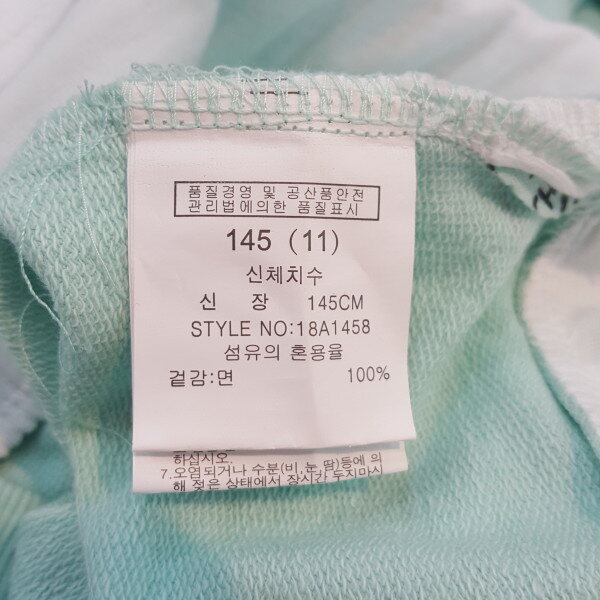 품질경영 및 공산품안전
관리법에의한 품질표시
145 (11)
신체치수
신 장 145CM
STYLE NO:18A1458
섬유의 혼용율
겉감:면 100%
하십시오.
7.오염되거나 수분(비,눈,땀)등에 의
해 젖은 상태에서 장시간 두지마시